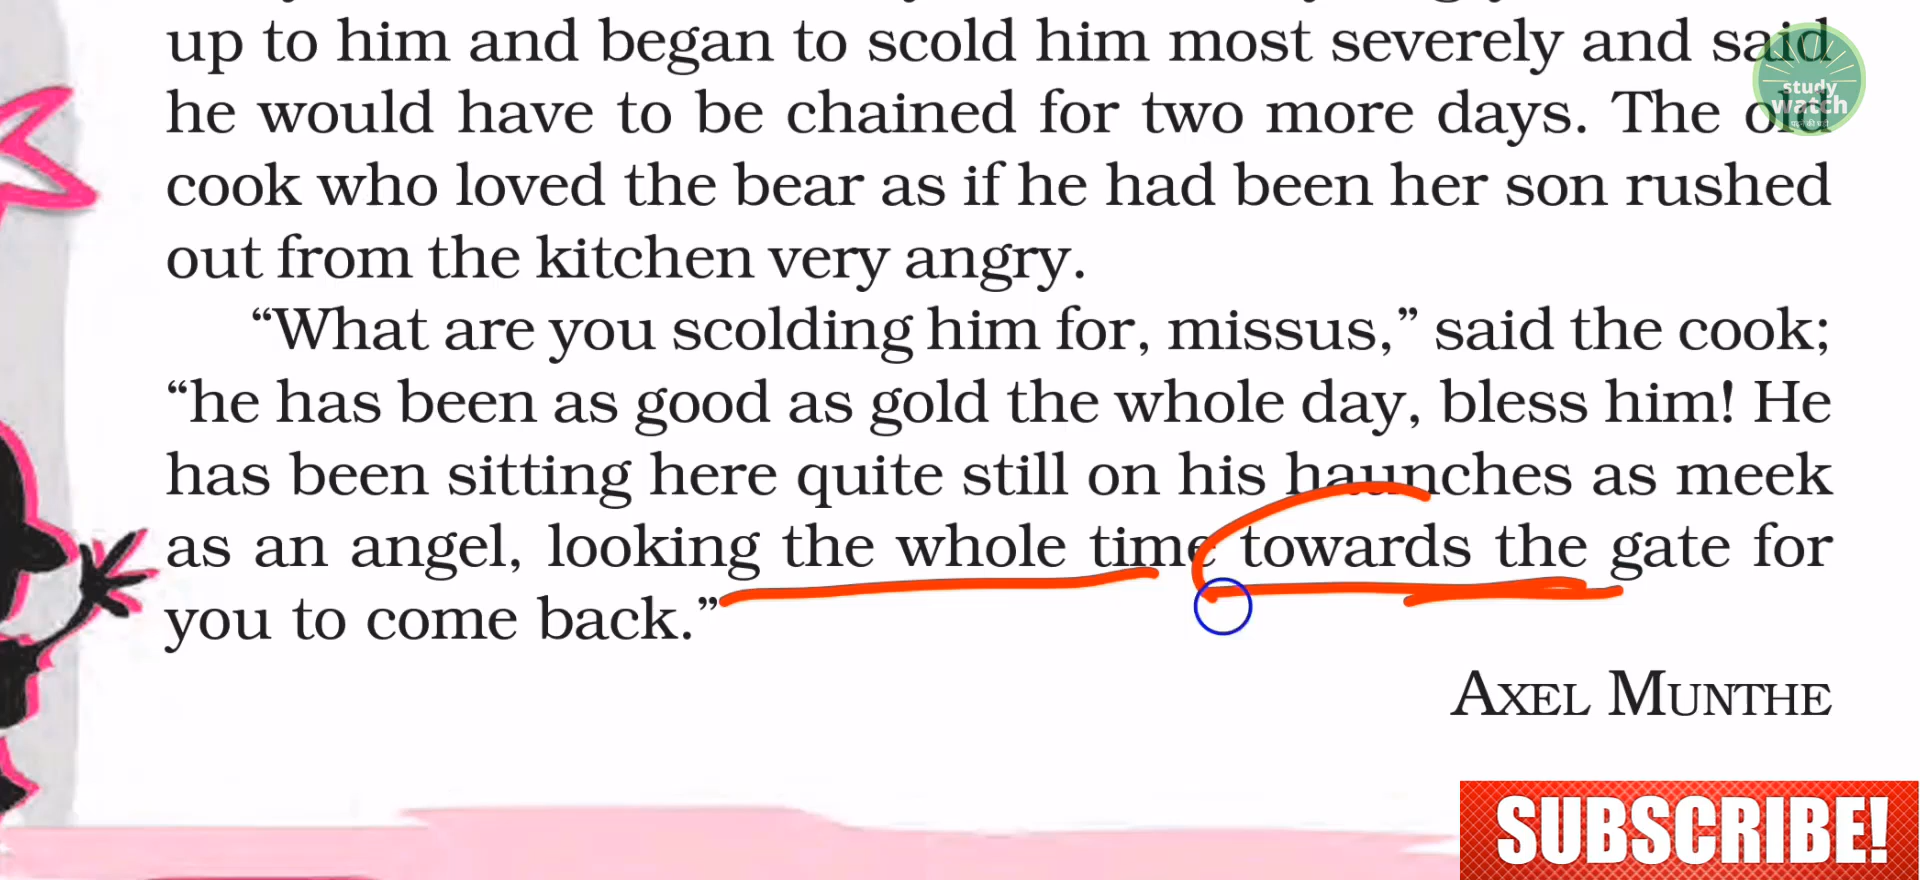 up to him and began to scold him most severely and said
he would have to be chained for two more days. The old
cook who loved the bear as if he had been her son rushed
out from the kitchen very angry.
“What are you scolding him for, missus,” said the cook;
“he has been as good as gold the whole day, bless him! He
has been sitting here quite still on his haunches as meek
as an angel, looking the whole time towards the gate for
you to come back.”
AXEL MUNTHE
study
watch
SUBSCRIBE!